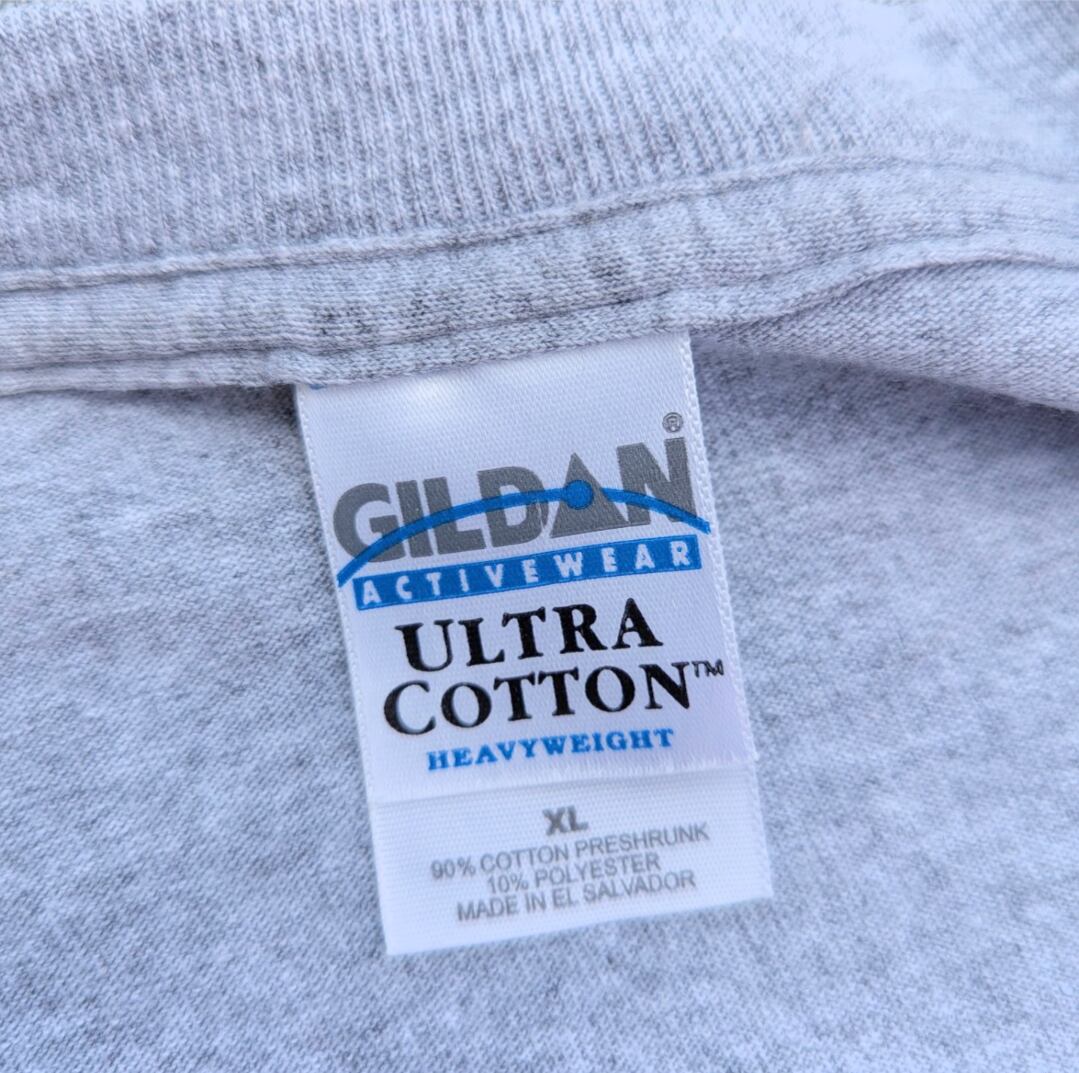 GILDAN®
ACTIVEWEAR
ULTRA
COTTON™
HEAVYWEIGHT
XL
90% COTTON PRESHRUNK
10% POLYESTER
MADE IN EL SALVADOR